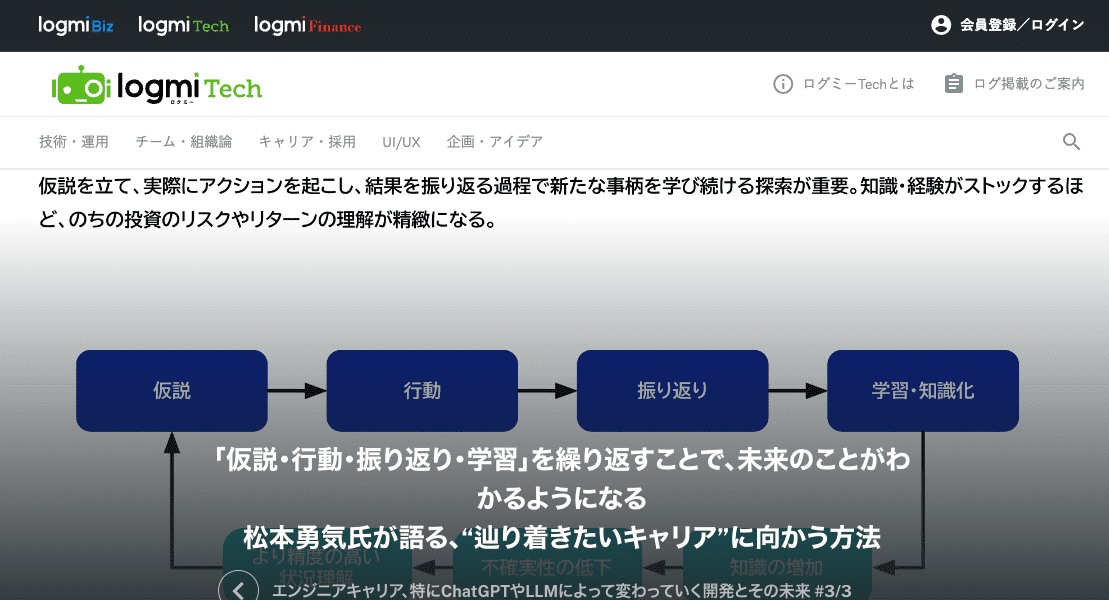 logmi Biz
logmi Tech
logmi Finance
会員登録／ログイン
logmi Tech
ログミー
ログミーTechとは
ログ掲載のご案内
技術・運用
チーム・組織論
キャリア・採用
UI/UX
企画・アイデア
仮説を立て、実際にアクションを起こし、結果を振り返る過程で新たな事柄を学び続ける探索が重要。知識・経験がストックするほ
ど、のちの投資のリスクやリターンの理解が精緻になる。
仮説
行動
振り返り
学習・知識化
「仮説・行動・振り返り・学習」を繰り返すことで、未来のことがわ
かるようになる
松本勇気氏が語る、“辿り着きたいキャリア”に向かう方法
より精度の高い
状況理解
不確実性の低下
知識の増加
エンジニアキャリア、特にChatGPTやLLMによって変わっていく開発とその未来 #3/3